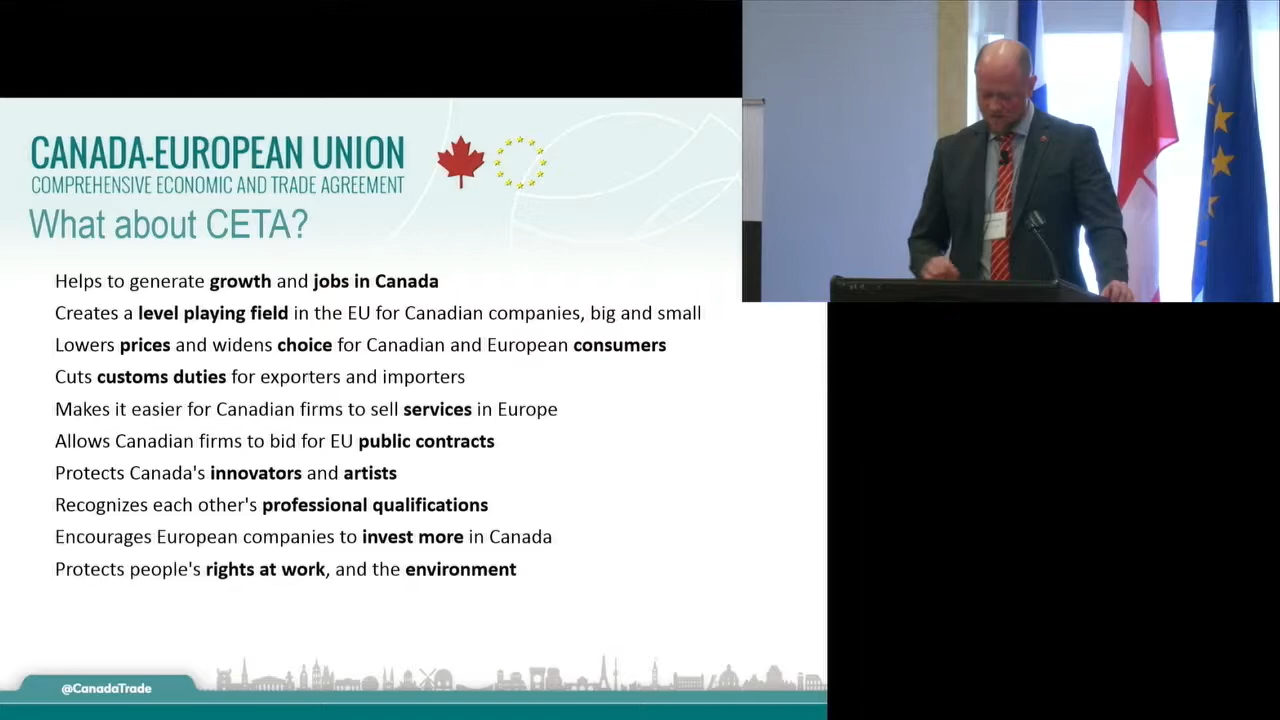 CANADA-EUROPEAN UNION
COMPREHENSIVE ECONOMIC AND TRADE AGREEMENT
What about CETA?
Helps to generate growth and jobs in Canada
Creates a level playing field in the EU for Canadian companies, big and small
Lowers prices and widens choice for Canadian and European consumers
Cuts customs duties for exporters and importers
Makes it easier for Canadian firms to sell services in Europe
Allows Canadian firms to bid for EU public contracts
Protects Canada's innovators and artists
Recognizes each other's professional qualifications
Encourages European companies to invest more in Canada
Protects people's rights at work, and the environment
@CanadaTrade